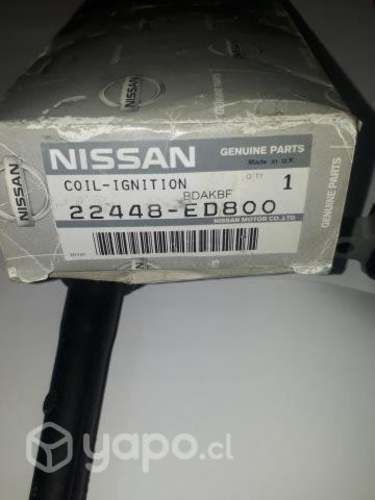 NISSAN
GENUINE PARTS
Made in U.K.
COIL-IGNITION
Q'TY
1
BDAKBF
22448-ED800
NISSAN MOTOR CO.,LTD
yapo.cl